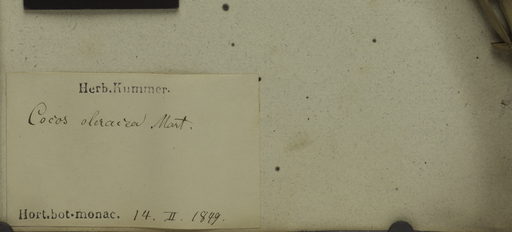 Herb.Kummer.
Cocos oleracea Mart.
Hort.bot-monac. 14. II. 1899.